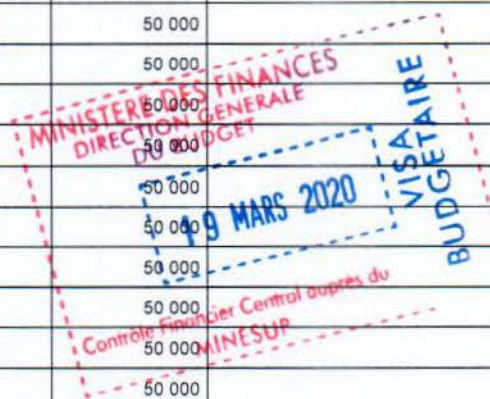 50 000
50 000
50 000
50 000
50 000
50 000
50 000
50 000
50 000
50 000
MINISTERE DES FINANCES
DIRECTION GENERALE
DU BUDGET
19 MARS 2020
VISA
BUDGETAIRE
Contrôle Financier Central auprès du
MINESUP